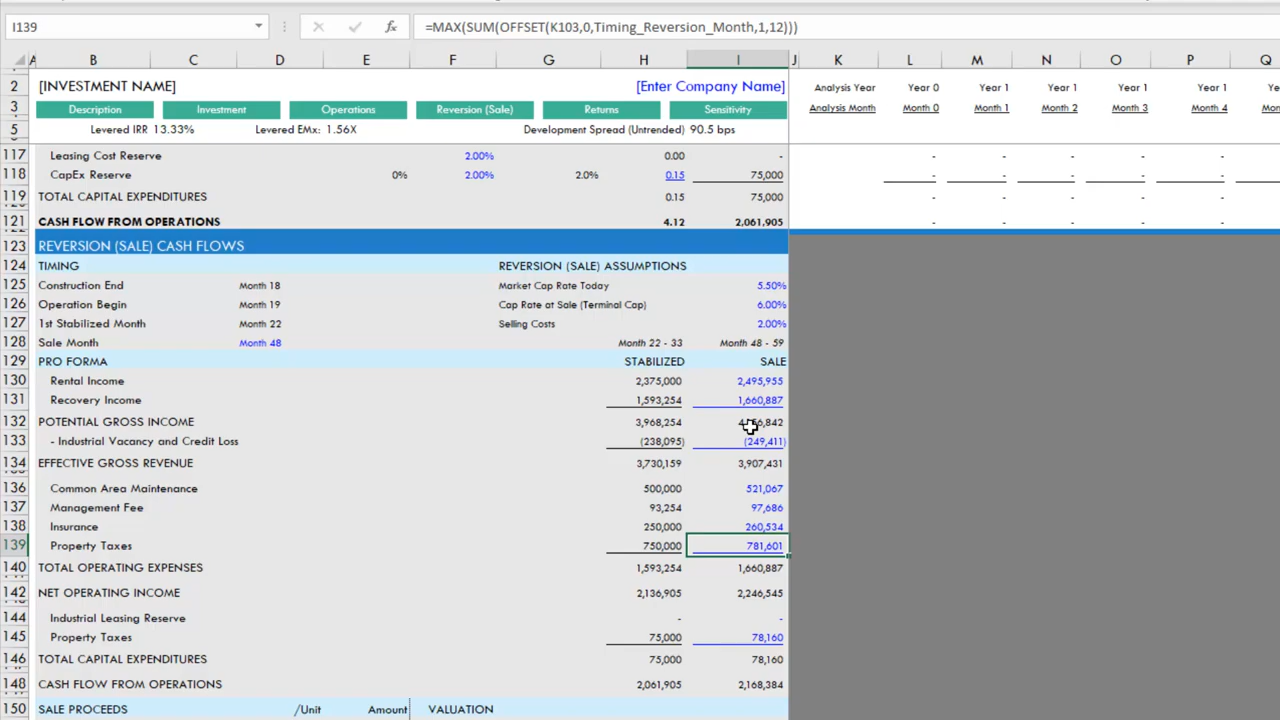 I139 =MAX(SUM(OFFSET(K103,0,Timing_Reversion_Month,1,12)))
A B C D E F G H I J K L M N O P Q
2 [INVESTMENT NAME] [Enter Company Name] Analysis Year Year 0 Year 1 Year 1 Year 1 Year 1 Ye
3 Description Investment Operations Reversion (Sale) Returns Sensitivity Analysis Month Month 0 Month 1 Month 2 Month 3 Month 4 Mon
5 Levered IRR 13.33% Levered EMx: 1.56X Development Spread (Untrended) 90.5 bps
117 Leasing Cost Reserve 2.00% 0.00 - - - - - -
118 CapEx Reserve 0% 2.00% 2.0% 0.15 75,000 - - - - -
119 TOTAL CAPITAL EXPENDITURES 0.15 75,000 - - - - -
121 CASH FLOW FROM OPERATIONS 4.12 2,061,905 - - - - -
123 REVERSION (SALE) CASH FLOWS
124 TIMING REVERSION (SALE) ASSUMPTIONS
125 Construction End Month 18 Market Cap Rate Today 5.50%
126 Operation Begin Month 19 Cap Rate at Sale (Terminal Cap) 6.00%
127 1st Stabilized Month Month 22 Selling Costs 2.00%
128 Sale Month Month 48 Month 22 - 33 Month 48 - 59
129 PRO FORMA STABILIZED SALE
130 Rental Income 2,375,000 2,495,955
131 Recovery Income 1,593,254 1,660,887
132 POTENTIAL GROSS INCOME 3,968,254
133 - Industrial Vacancy and Credit Loss (238,095) (249,411)
134 EFFECTIVE GROSS REVENUE 3,730,159 3,907,431
136 Common Area Maintenance 500,000 521,067
137 Management Fee 93,254 97,686
138 Insurance 250,000 260,534
139 Property Taxes 750,000 781,601
140 TOTAL OPERATING EXPENSES 1,593,254 1,660,887
142 NET OPERATING INCOME 2,136,905 2,246,545
144 Industrial Leasing Reserve - -
145 Property Taxes 75,000 78,160
146 TOTAL CAPITAL EXPENDITURES 75,000 78,160
148 CASH FLOW FROM OPERATIONS 2,061,905 2,168,384
150 SALE PROCEEDS /Unit Amount VALUATION